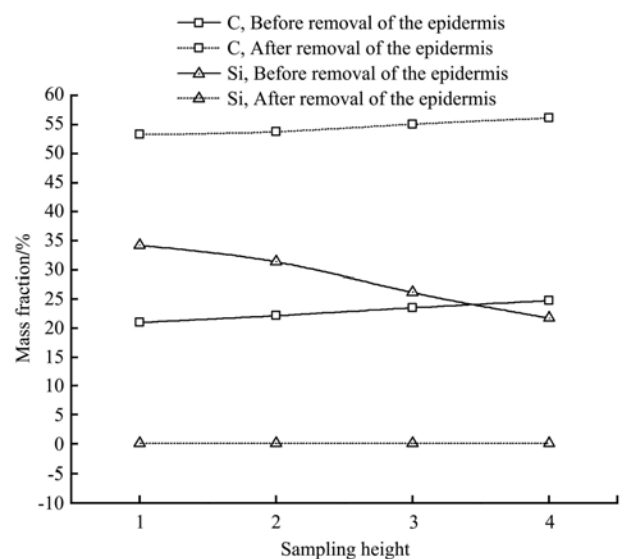 C, Before removal of the epidermis
C, After removal of the epidermis
Si, Before removal of the epidermis
Si, After removal of the epidermis
60
55
50
45
40
35
30
25
20
15
10
5
0
-5
-10
Mass fraction/%
1 2 3 4
Sampling height